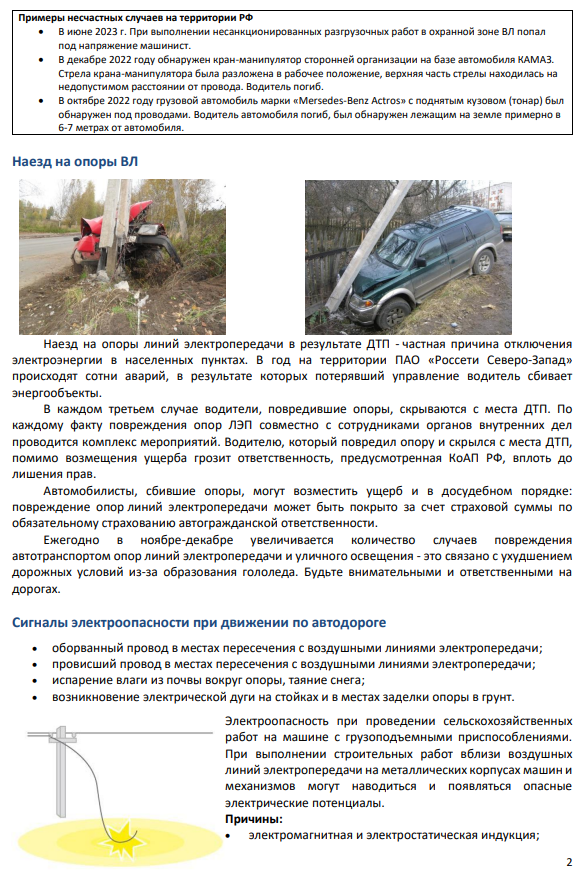 Примеры несчастных случаев на территории РФ
• В июне 2023 г. При выполнении несанкционированных разгрузочных работ в охранной зоне ВЛ попал
под напряжение машинист.
• В декабре 2022 году обнаружен кран-манипулятор сторонней организации на базе автомобиля КАМАЗ.
Стрела крана-манипулятора была разложена в рабочее положение, верхняя часть стрелы находилась на
недопустимом расстоянии от провода. Водитель погиб.
• В октябре 2022 году грузовой автомобиль марки «Mersedes-Benz Actros» с поднятым кузовом (тонар) был
обнаружен под проводами. Водитель автомобиля погиб, был обнаружен лежащим на земле примерно в
6-7 метрах от автомобиля.
Наезд на опоры ВЛ
Наезд на опоры линий электропередачи в результате ДТП - частная причина отключения
электроэнергии в населенных пунктах. В год на территории ПАО «Россети Северо-Запад»
происходят сотни аварий, в результате которых потерявший управление водитель сбивает
энергообъекты.
В каждом третьем случае водители, повредившие опоры, скрываются с места ДТП. По
каждому факту повреждения опор ЛЭП совместно с сотрудниками органов внутренних дел
проводится комплекс мероприятий. Водителю, который повредил опору и скрылся с места ДТП,
помимо возмещения ущерба грозит ответственность, предусмотренная КоАП РФ, вплоть до
лишения прав.
Автомобилисты, сбившие опоры, могут возместить ущерб и в досудебном порядке:
повреждение опор линий электропередачи может быть покрыто за счет страховой суммы по
обязательному страхованию автогражданской ответственности.
Ежегодно в ноябре-декабре увеличивается количество случаев повреждения
автотранспортом опор линий электропередачи и уличного освещения - это связано с ухудшением
дорожных условий из-за образования гололеда. Будьте внимательными и ответственными на
дорогах.
Сигналы электроопасности при движении по автодороге
• оборванный провод в местах пересечения с воздушными линиями электропередачи;
• провисший провод в местах пересечения с воздушными линиями электропередачи;
• испарение влаги из почвы вокруг опоры, таяние снега;
• возникновение электрической дуги на стойках и в местах заделки опоры в грунт.
Электроопасность при проведении сельскохозяйственных
работ на машине с грузоподъемными приспособлениями.
При выполнении строительных работ вблизи воздушных
линий электропередачи на металлических корпусах машин и
механизмов могут наводиться и появляться опасные
электрические потенциалы.
Причины:
• электромагнитная и электростатическая индукция;
2